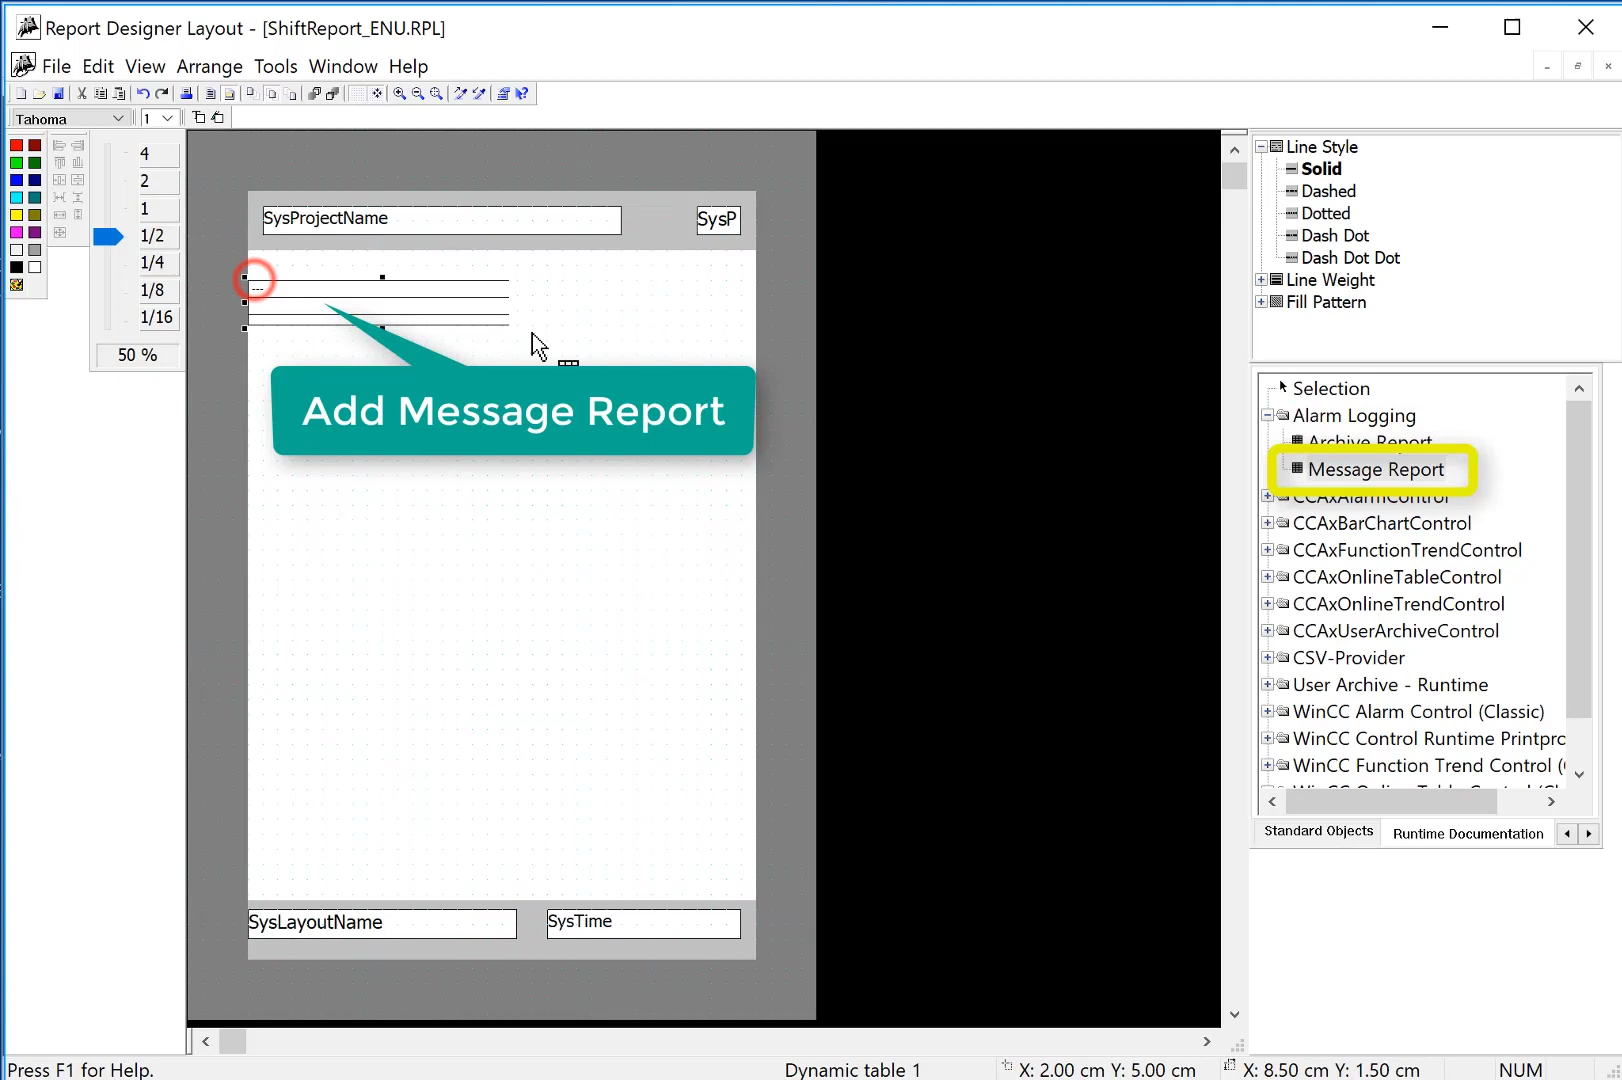 Report Designer Layout - [ShiftReport_ENU.RPL]
File Edit View Arrange Tools Window Help
Tahoma 1
4
2
1
1/2
1/4
1/8
1/16
50 %
SysProjectName
SysP
---
Add Message Report
SysLayoutName
SysTime
Line Style
Solid
Dashed
Dotted
Dash Dot
Dash Dot Dot
Line Weight
Fill Pattern
Selection
Alarm Logging
Archive Report
Message Report
CCAxAlarmControl
CCAxBarChartControl
CCAxFunctionTrendControl
CCAxOnlineTableControl
CCAxOnlineTrendControl
CCAxUserArchiveControl
CSV-Provider
User Archive - Runtime
WinCC Alarm Control (Classic)
WinCC Control Runtime Printpro
WinCC Function Trend Control (
Standard Objects
Runtime Documentation
Press F1 for Help.
Dynamic table 1
X: 2.00 cm Y: 5.00 cm
X: 8.50 cm Y: 1.50 cm
NUM